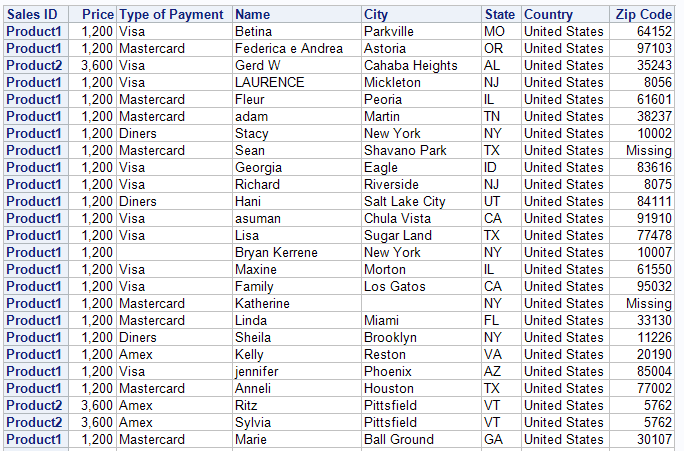 Sales ID Price Type of Payment Name City State Country Zip Code
Product1 1,200 Visa Betina Parkville MO United States 64152
Product1 1,200 Mastercard Federica e Andrea Astoria OR United States 97103
Product2 3,600 Visa Gerd W Cahaba Heights AL United States 35243
Product1 1,200 Visa LAURENCE Mickleton NJ United States 8056
Product1 1,200 Mastercard Fleur Peoria IL United States 61601
Product1 1,200 Mastercard adam Martin TN United States 38237
Product1 1,200 Diners Stacy New York NY United States 10002
Product1 1,200 Mastercard Sean Shavano Park TX United States Missing
Product1 1,200 Visa Georgia Eagle ID United States 83616
Product1 1,200 Visa Richard Riverside NJ United States 8075
Product1 1,200 Diners Hani Salt Lake City UT United States 84111
Product1 1,200 Visa asuman Chula Vista CA United States 91910
Product1 1,200 Visa Lisa Sugar Land TX United States 77478
Product1 1,200 Bryan Kerrene New York NY United States 10007
Product1 1,200 Visa Maxine Morton IL United States 61550
Product1 1,200 Visa Family Los Gatos CA United States 95032
Product1 1,200 Mastercard Katherine NY United States Missing
Product1 1,200 Mastercard Linda Miami FL United States 33130
Product1 1,200 Diners Sheila Brooklyn NY United States 11226
Product1 1,200 Amex Kelly Reston VA United States 20190
Product1 1,200 Visa jennifer Phoenix AZ United States 85004
Product1 1,200 Mastercard Anneli Houston TX United States 77002
Product2 3,600 Amex Ritz Pittsfield VT United States 5762
Product2 3,600 Amex Sylvia Pittsfield VT United States 5762
Product1 1,200 Mastercard Marie Ball Ground GA United States 30107